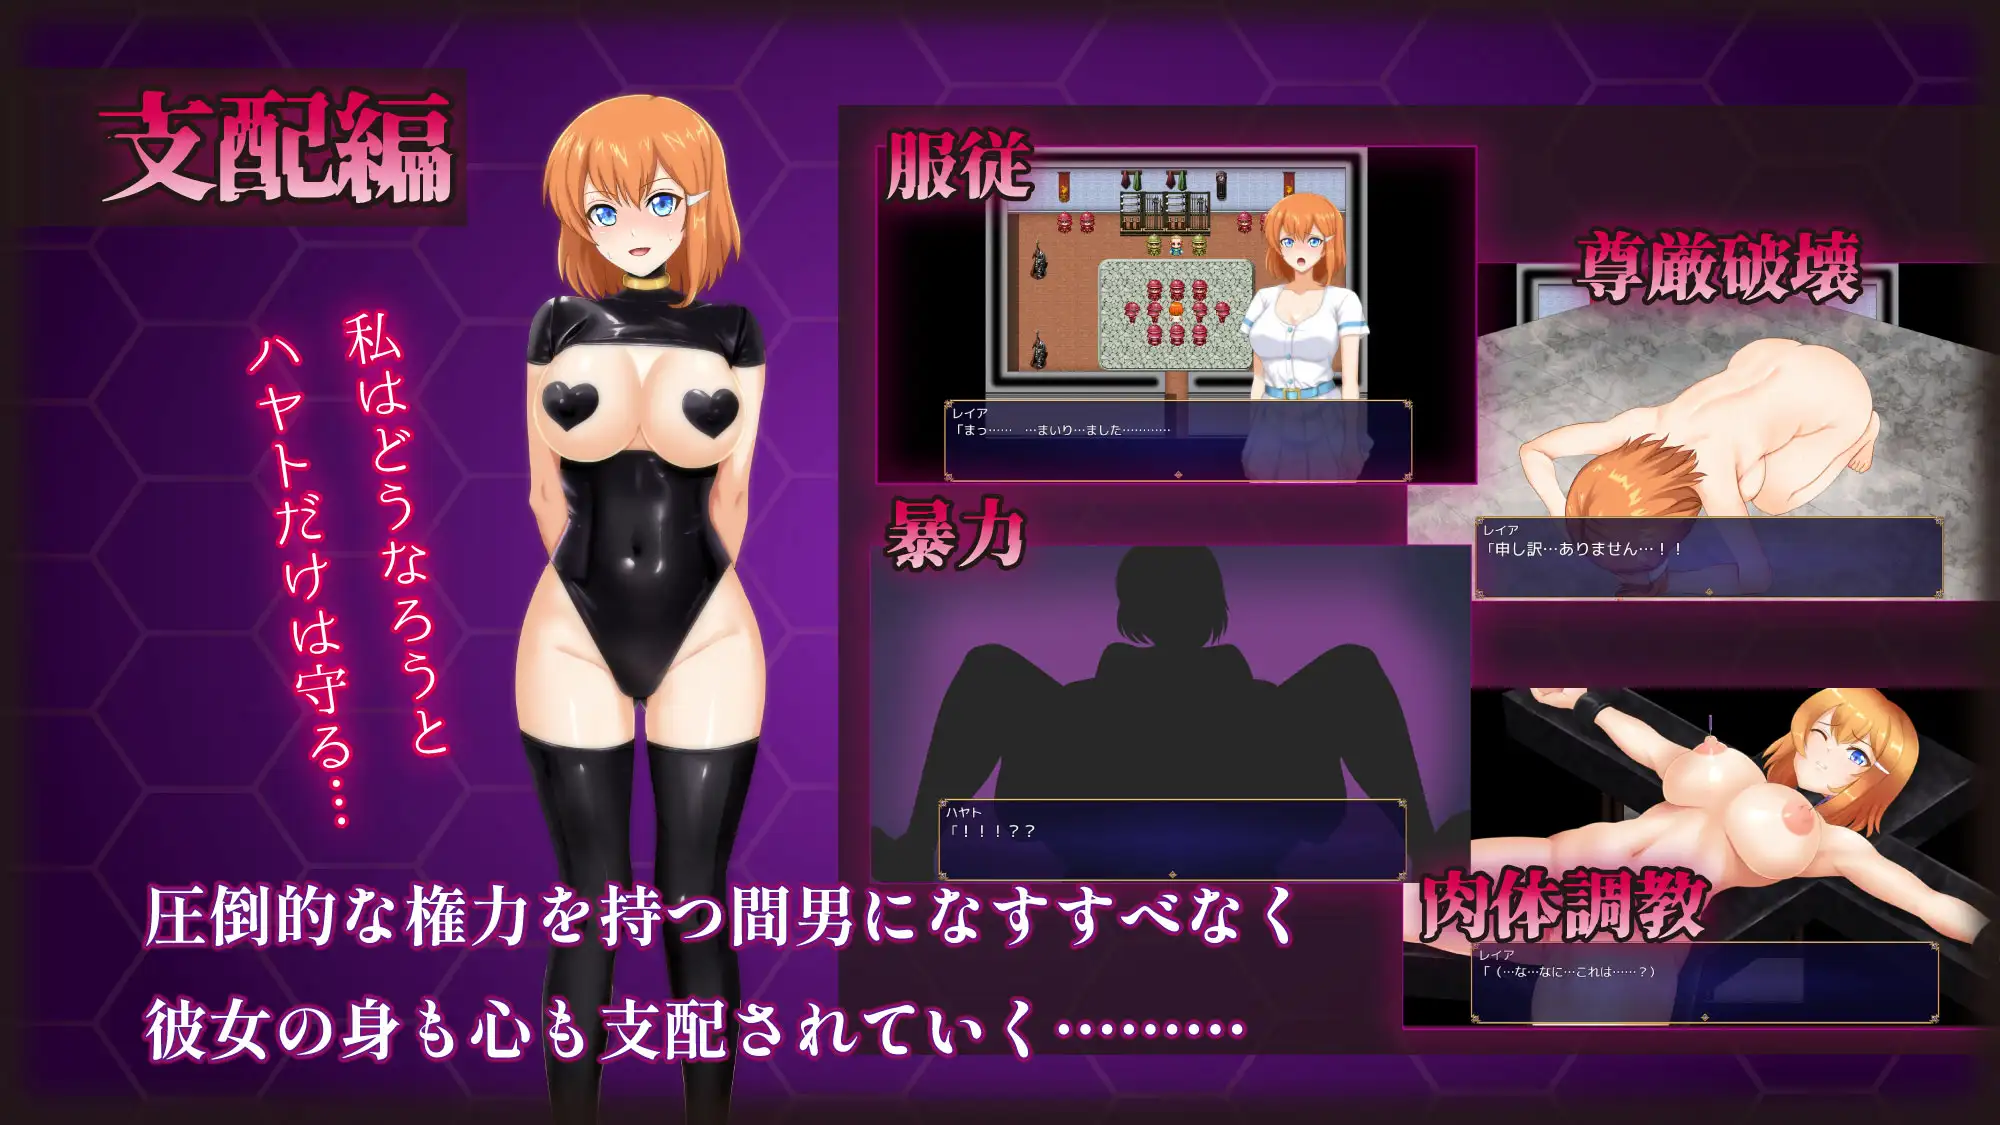 支配編
私はどうなろうと
ハヤトだけは守る…
服従
レイア
「まっ……　…まいり…ました…………
尊厳破壊
レイア
「申し訳…ありません…！！
暴力
ハヤト
「！！！？？
肉体調教
レイア
「（…な…なに…これは……？）
圧倒的な権力を持つ間男になすすべなく
彼女の身も心も支配されていく………